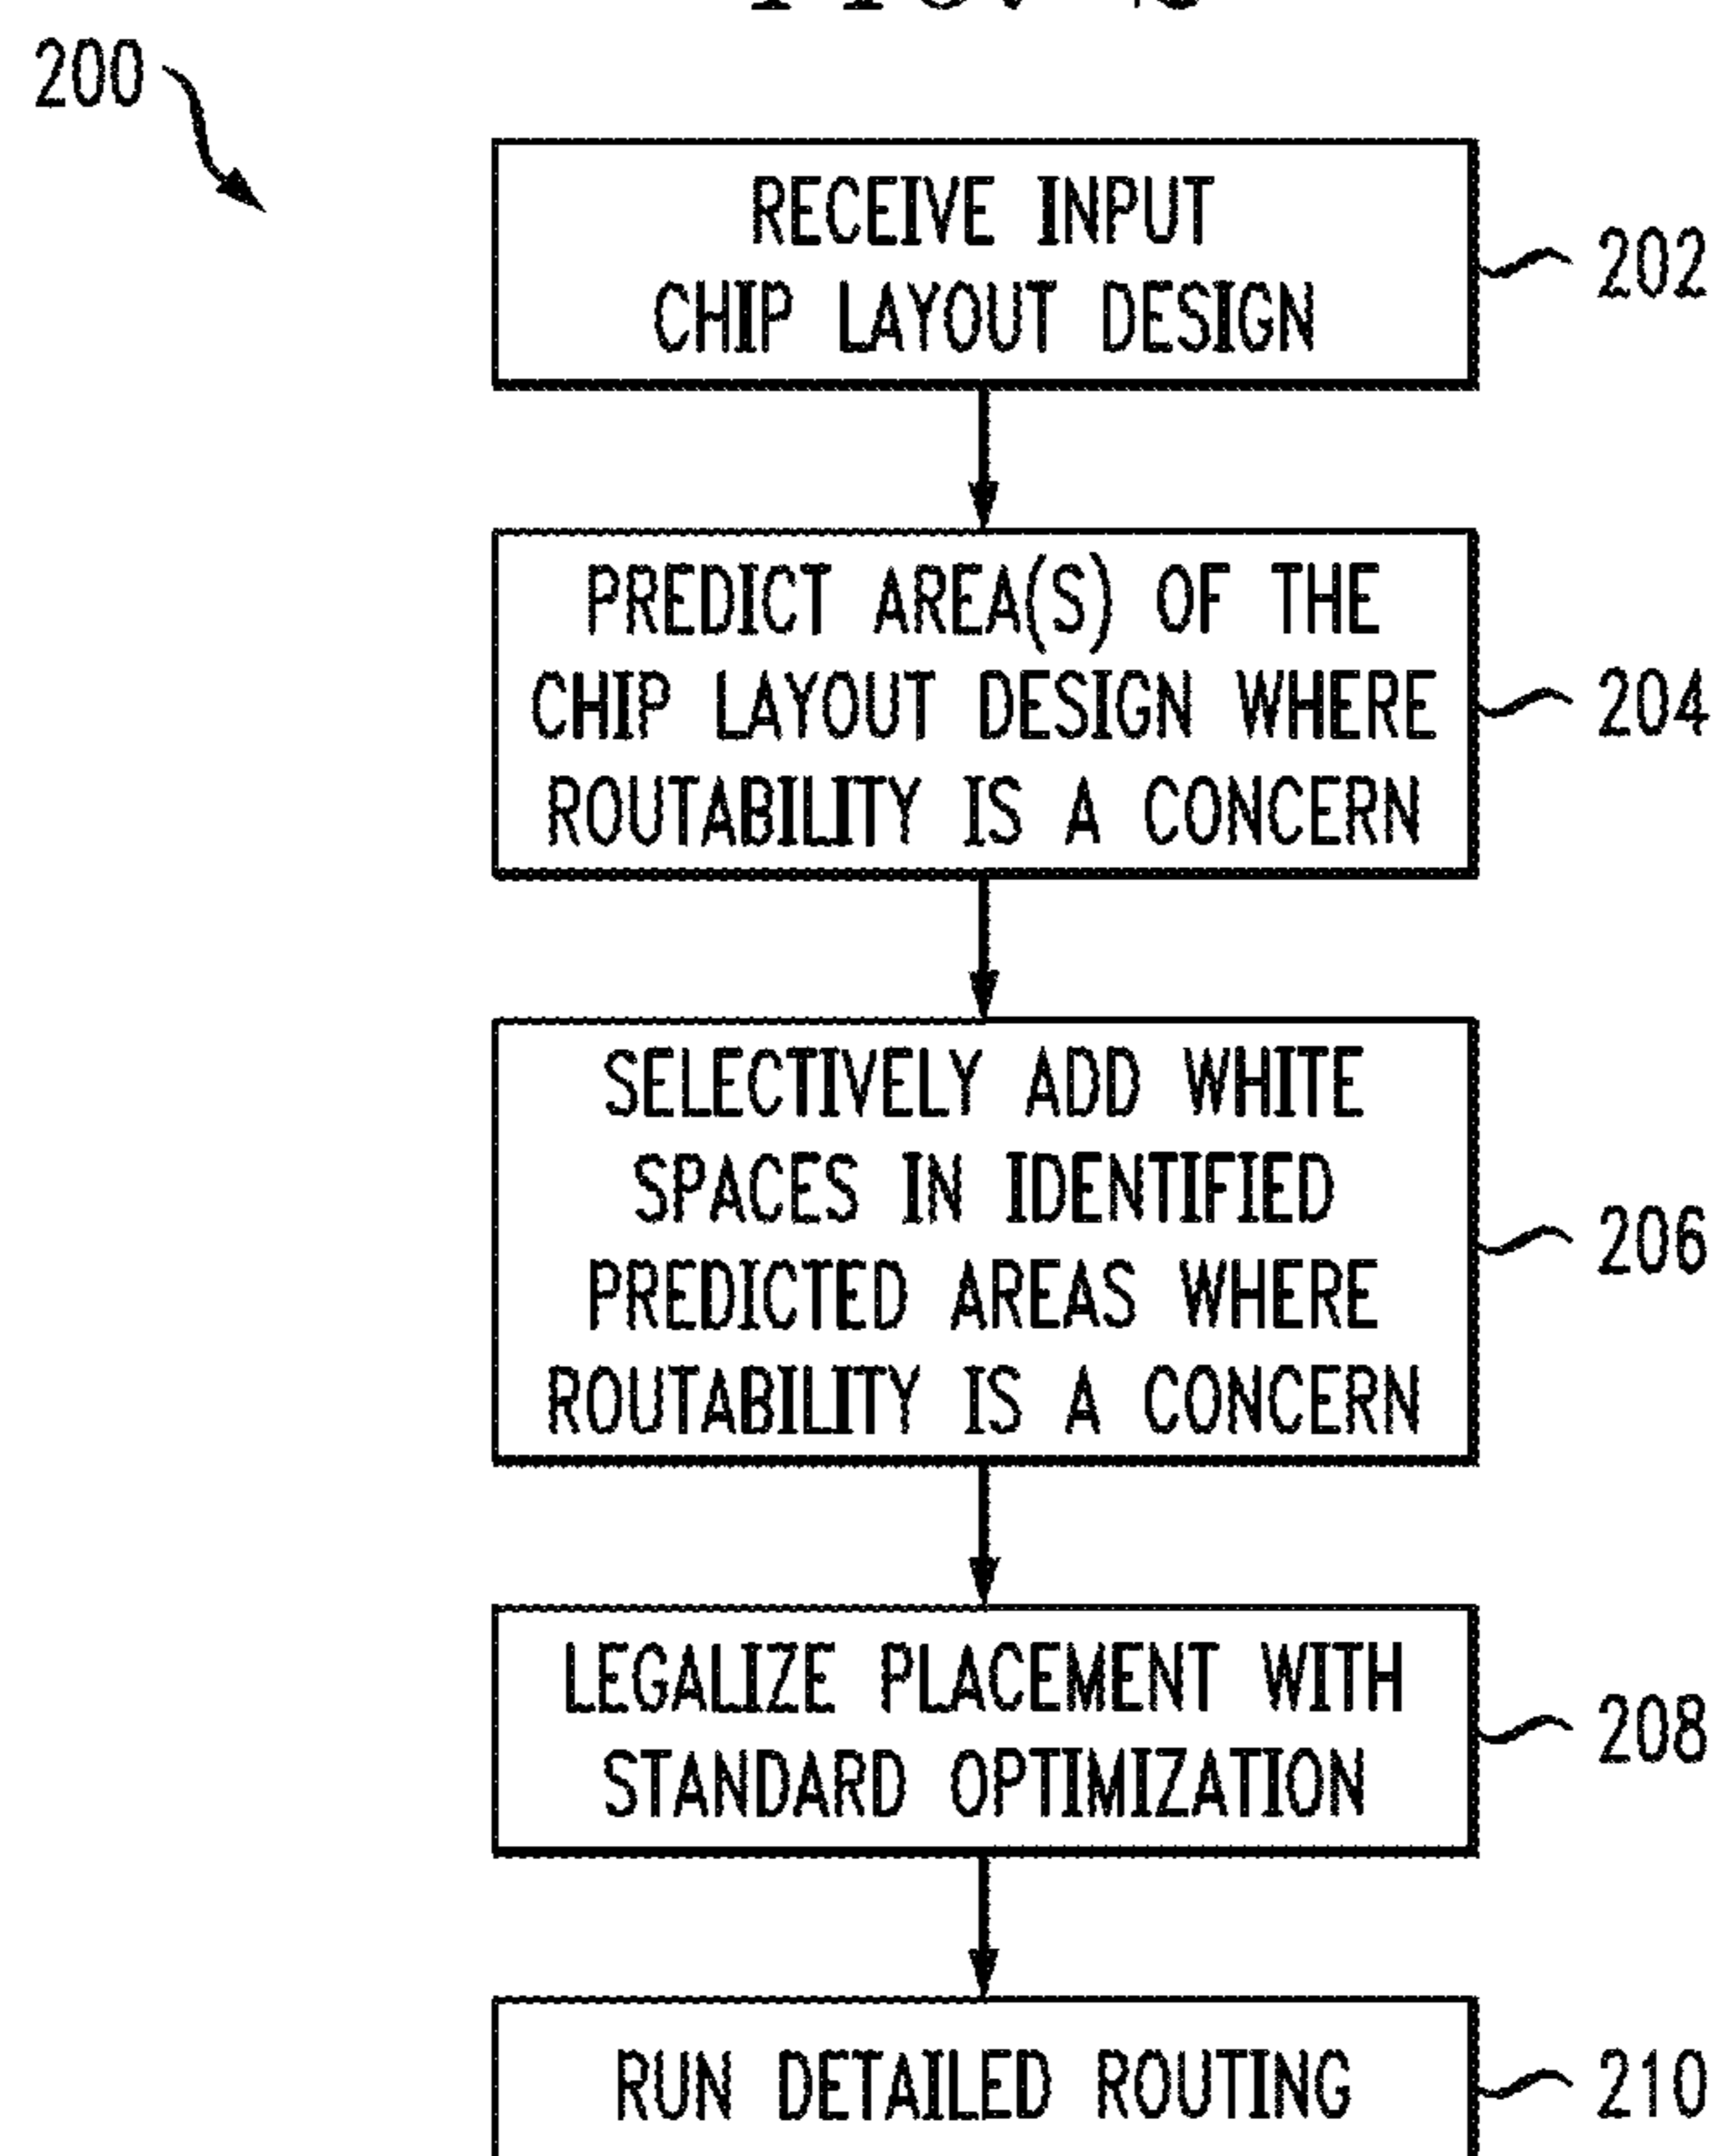 200
RECEIVE INPUT
CHIP LAYOUT DESIGN
202
PREDICT AREA(S) OF THE
CHIP LAYOUT DESIGN WHERE
ROUTABILITY IS A CONCERN
204
SELECTIVELY ADD WHITE
SPACES IN IDENTIFIED
PREDICTED AREAS WHERE
ROUTABILITY IS A CONCERN
206
LEGALIZE PLACEMENT WITH
STANDARD OPTIMIZATION
208
RUN DETAILED ROUTING
210